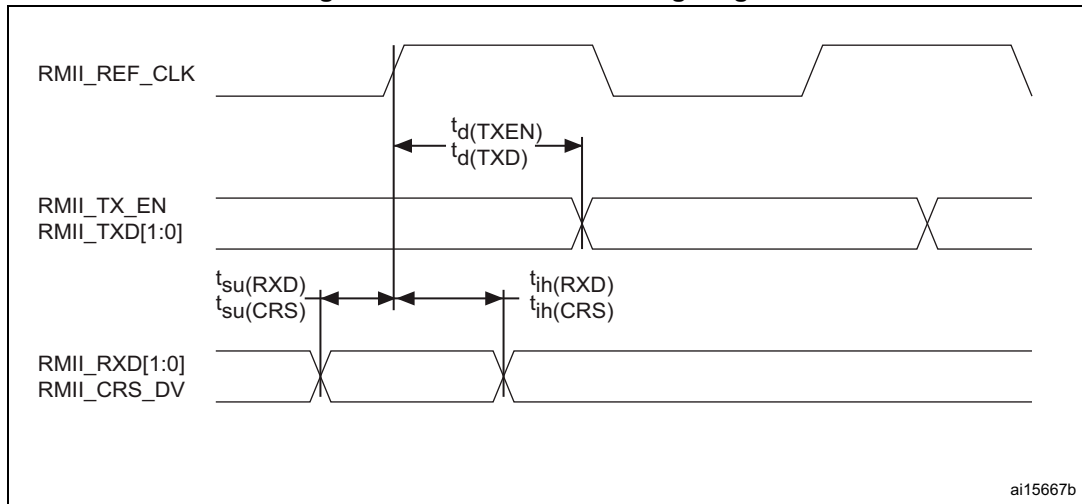 RMII_REF_CLK
td(TXEN)
td(TXD)
RMII_TX_EN
RMII_TXD[1:0]
tsu(RXD)
tsu(CRS)
tih(RXD)
tih(CRS)
RMII_RXD[1:0]
RMII_CRS_DV
ai15667b